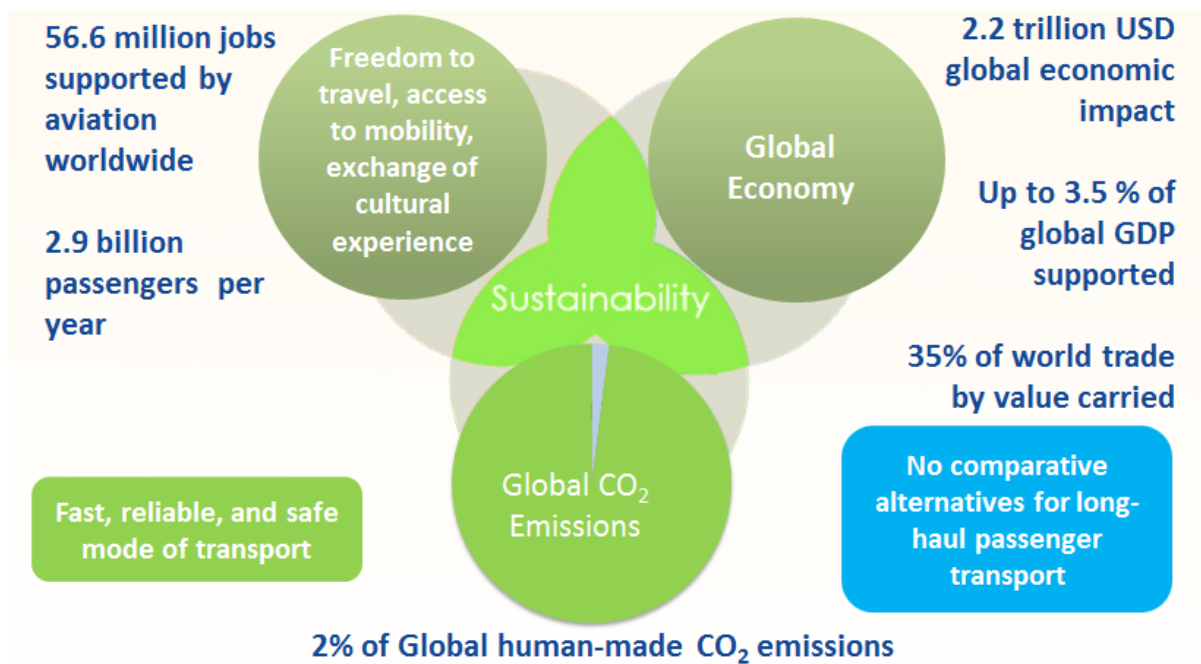 56.6 million jobs
supported by
aviation
worldwide
2.9 billion
passengers per
year
Freedom to
travel, access
to mobility,
exchange of
cultural
experience
Global
Economy
2.2 trillion USD
global economic
impact
Up to 3.5 % of
global GDP
supported
35% of world trade
by value carried
Sustainability
Global CO₂
Emissions
Fast, reliable, and safe
mode of transport
No comparative
alternatives for long-
haul passenger
transport
2% of Global human-made CO₂ emissions